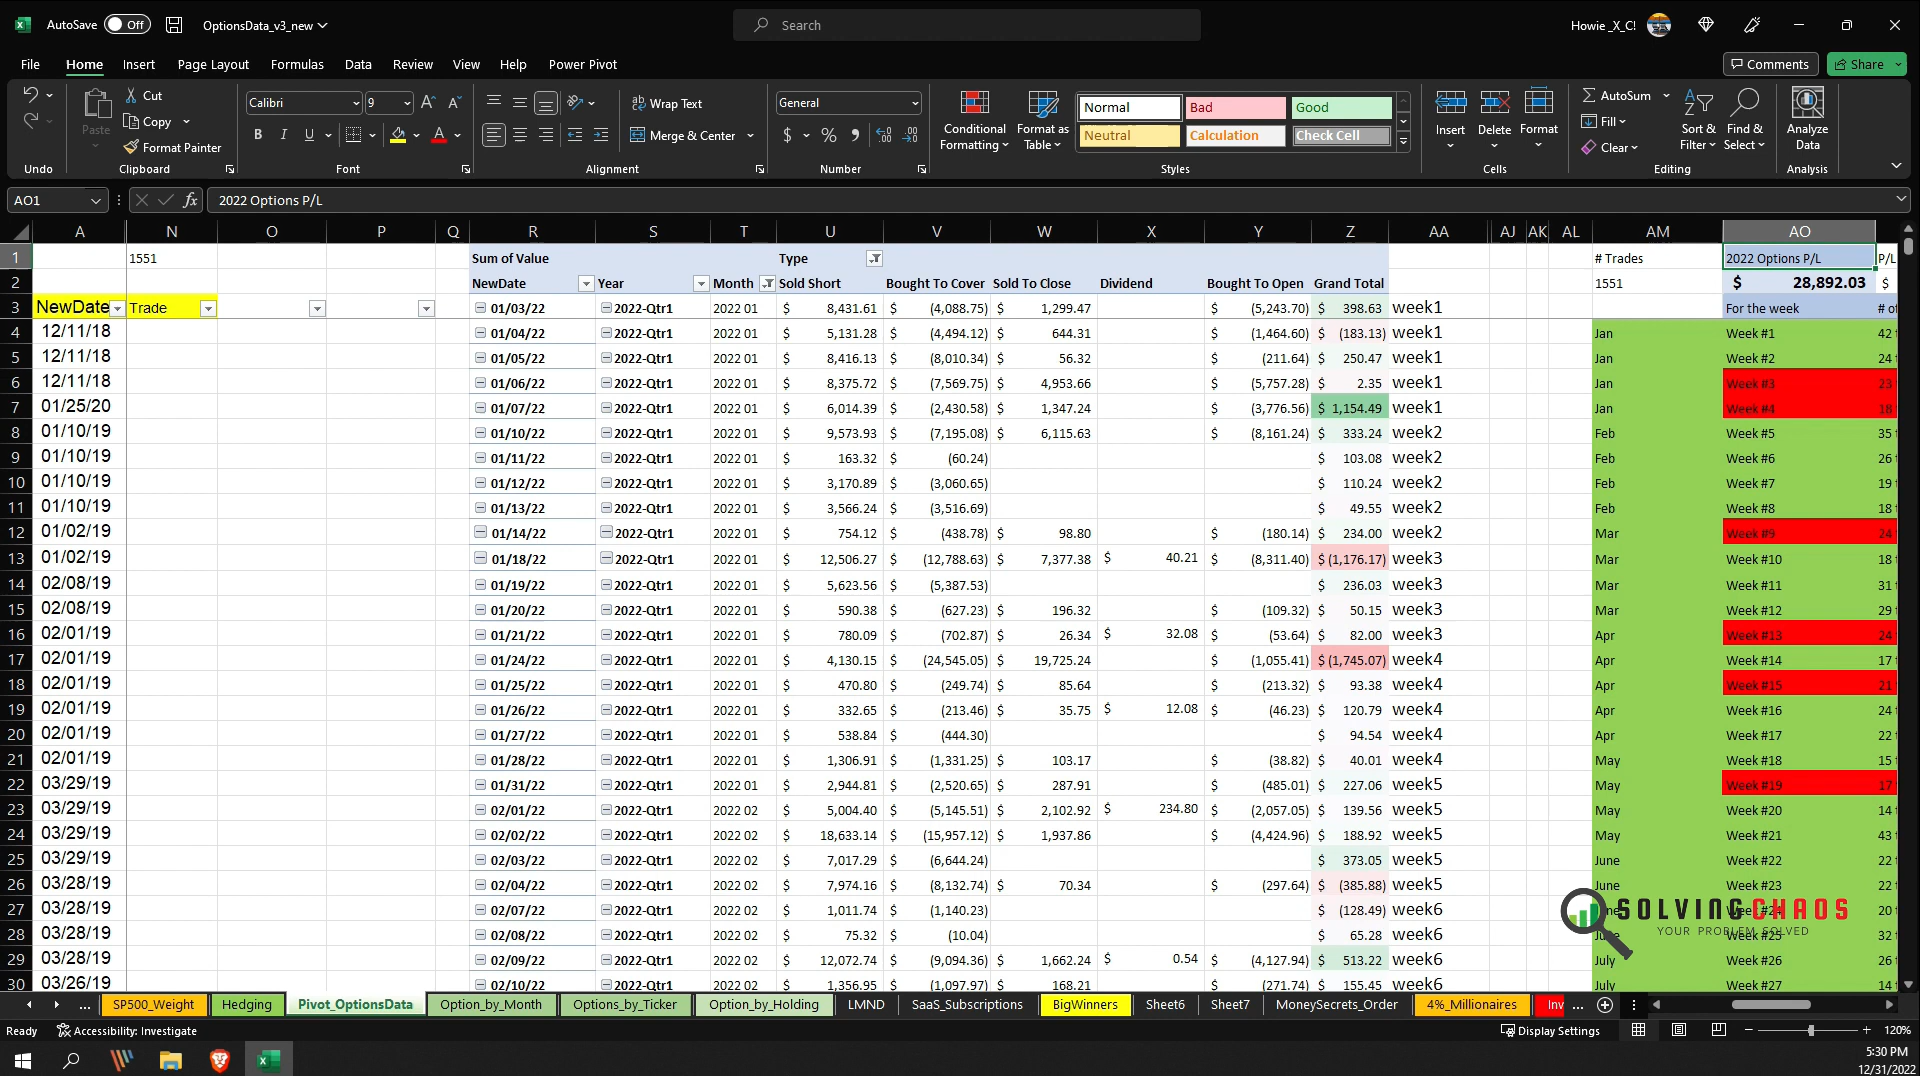 AutoSave Off OptionsData_v3_new Search Howie_X_C!
File Home Insert Page Layout Formulas Data Review View Help Power Pivot Comments Share
Cut Calibri 9 Wrap Text General Normal Bad Good AutoSum
Paste Copy Conditional Formatting Format as Table Insert Delete Format Fill Sort & Filter Find & Select Analyze Data
Format Painter Merge & Center Neutral Calculation Check Cell Clear
Undo Clipboard Font Alignment Number Styles Cells Editing Analysis
AO1 fx 2022 Options P/L
A N O P Q R S T U V W X Y Z AA AJ AK AL AM AO
1 1551 Sum of Value Type # Trades 2022 Options P/L P/L
2 NewDate Year Month Sold Short Bought To Cover Sold To Close Dividend Bought To Open Grand Total 1551 $ 28,892.03 $
3 NewDate Trade 01/03/22 2022-Qtr1 2022 01 $ 8,431.61 $ (4,088.75) $ 1,299.47 $ (5,243.70) $ 398.63 week1 For the week # of
4 12/11/18 01/04/22 2022-Qtr1 2022 01 $ 5,131.28 $ (4,494.12) $ 644.31 $ (1,464.60) $ (183.13) week1 Jan Week #1 42 t
5 12/11/18 01/05/22 2022-Qtr1 2022 01 $ 8,416.13 $ (8,010.34) $ 56.32 $ (211.64) $ 250.47 week1 Jan Week #2 24 t
6 12/11/18 01/06/22 2022-Qtr1 2022 01 $ 8,375.72 $ (7,569.75) $ 4,953.66 $ (5,757.28) $ 2.35 week1 Jan Week #3 23 t
7 01/25/20 01/07/22 2022-Qtr1 2022 01 $ 6,014.39 $ (2,430.58) $ 1,347.24 $ (3,776.56) $ 1,154.49 week1 Jan Week #4 18 t
8 01/10/19 01/10/22 2022-Qtr1 2022 01 $ 9,573.93 $ (7,195.08) $ 6,115.63 $ (8,161.24) $ 333.24 week2 Feb Week #5 35 t
9 01/10/19 01/11/22 2022-Qtr1 2022 01 $ 163.32 $ (60.24) $ 103.08 week2 Feb Week #6 26 t
10 01/10/19 01/12/22 2022-Qtr1 2022 01 $ 3,170.89 $ (3,060.65) $ 110.24 week2 Feb Week #7 19 t
11 01/10/19 01/13/22 2022-Qtr1 2022 01 $ 3,566.24 $ (3,516.69) $ 49.55 week2 Feb Week #8 18 t
12 01/02/19 01/14/22 2022-Qtr1 2022 01 $ 754.12 $ (438.78) $ 98.80 $ (180.14) $ 234.00 week2 Mar Week #9 24 t
13 01/02/19 01/18/22 2022-Qtr1 2022 01 $ 12,506.27 $ (12,788.63) $ 7,377.38 $ 40.21 $ (8,311.40) $ (1,176.17) week3 Mar Week #10 18 t
14 02/08/19 01/19/22 2022-Qtr1 2022 01 $ 5,623.56 $ (5,387.53) $ 236.03 week3 Mar Week #11 31 t
15 02/08/19 01/20/22 2022-Qtr1 2022 01 $ 590.38 $ (627.23) $ 196.32 $ (109.32) $ 50.15 week3 Mar Week #12 29 t
16 02/01/19 01/21/22 2022-Qtr1 2022 01 $ 780.09 $ (702.87) $ 26.34 $ 32.08 $ (53.64) $ 82.00 week3 Apr Week #13 24 t
17 02/01/19 01/24/22 2022-Qtr1 2022 01 $ 4,130.15 $ (24,545.05) $ 19,725.24 $ (1,055.41) $ (1,745.07) week4 Apr Week #14 17 t
18 02/01/19 01/25/22 2022-Qtr1 2022 01 $ 470.80 $ (249.74) $ 85.64 $ (213.32) $ 93.38 week4 Apr Week #15 21 t
19 02/01/19 01/26/22 2022-Qtr1 2022 01 $ 332.65 $ (213.46) $ 35.75 $ 12.08 $ (46.23) $ 120.79 week4 Apr Week #16 24 t
20 02/01/19 01/27/22 2022-Qtr1 2022 01 $ 538.84 $ (444.30) $ 94.54 week4 Apr Week #17 22 t
21 02/01/19 01/28/22 2022-Qtr1 2022 01 $ 1,306.91 $ (1,331.25) $ 103.17 $ (38.82) $ 40.01 week4 May Week #18 15 t
22 03/29/19 01/31/22 2022-Qtr1 2022 01 $ 2,944.81 $ (2,520.65) $ 287.91 $ (485.01) $ 227.06 week5 May Week #19 17 t
23 03/29/19 02/01/22 2022-Qtr1 2022 02 $ 5,004.40 $ (5,145.51) $ 2,102.92 $ 234.80 $ (2,057.05) $ 139.56 week5 May Week #20 14 t
24 03/29/19 02/02/22 2022-Qtr1 2022 02 $ 18,633.14 $ (15,957.12) $ 1,937.86 $ (4,424.96) $ 188.92 week5 May Week #21 43 t
25 03/29/19 02/03/22 2022-Qtr1 2022 02 $ 7,017.29 $ (6,644.24) $ 373.05 week5 June Week #22 22 t
26 03/28/19 02/04/22 2022-Qtr1 2022 02 $ 7,974.16 $ (8,132.74) $ 70.34 $ (297.64) $ (385.88) week5 June Week #23 22 t
27 03/28/19 02/07/22 2022-Qtr1 2022 02 $ 1,011.74 $ (1,140.23) $ (128.49) week6 Week #24 20 t
SOLVING CHAOS
28 03/28/19 02/08/22 2022-Qtr1 2022 02 $ 75.32 $ (10.04) $ 65.28 week6 June Week #25 32 t
YOUR PROBLEM SOLVED
29 03/28/19 02/09/22 2022-Qtr1 2022 02 $ 12,072.74 $ (9,094.36) $ 1,662.24 $ 0.54 $ (4,127.94) $ 513.22 week6 July Week #26 26 t
30 03/26/19 02/10/22 2022-Qtr1 2022 02 $ 1,356.95 $ (1,097.97) $ 168.21 $ (271.74) $ 155.45 week6 July Week #27 14 t
... SP500_Weight Hedging Pivot_OptionsData Option_by_Month Options_by_Ticker Option_by_Holding LMND SaaS_Subscriptions BigWinners Sheet6 Sheet7 MoneySecrets_Order 4%_Millionaires Inv ...
Ready Accessibility: Investigate Display Settings 120%
5:30 PM
12/31/2022